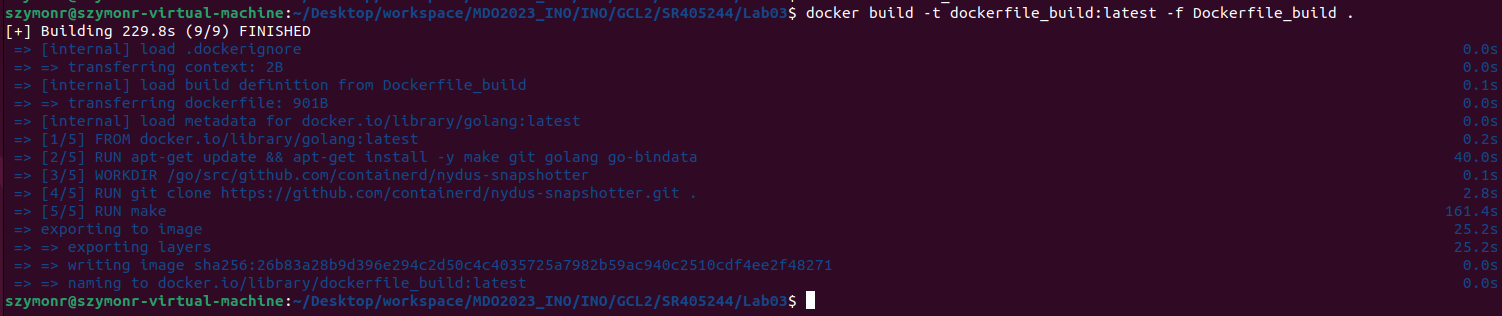 szymonr@szymonr-virtual-machine:~/Desktop/workspace/MDO2023_INO/INO/GCL2/SR405244/Lab03$ docker build -t dockerfile_build:latest -f Dockerfile_build .
[+] Building 229.8s (9/9) FINISHED
=> [internal] load .dockerignore 0.0s
=> => transferring context: 2B 0.0s
=> [internal] load build definition from Dockerfile_build 0.1s
=> => transferring dockerfile: 901B 0.0s
=> [internal] load metadata for docker.io/library/golang:latest 0.0s
=> [1/5] FROM docker.io/library/golang:latest 0.2s
=> [2/5] RUN apt-get update && apt-get install -y make git golang go-bindata 40.0s
=> [3/5] WORKDIR /go/src/github.com/containerd/nydus-snapshotter 0.1s
=> [4/5] RUN git clone https://github.com/containerd/nydus-snapshotter.git . 2.8s
=> [5/5] RUN make 161.4s
=> exporting to image 25.2s
=> => exporting layers 25.2s
=> => writing image sha256:26b83a28b9d396e294c2d50c4c4035725a7982b59ac940c2510cdf4ee2f48271 0.0s
=> => naming to docker.io/library/dockerfile_build:latest 0.0s
szymonr@szymonr-virtual-machine:~/Desktop/workspace/MDO2023_INO/INO/GCL2/SR405244/Lab03$